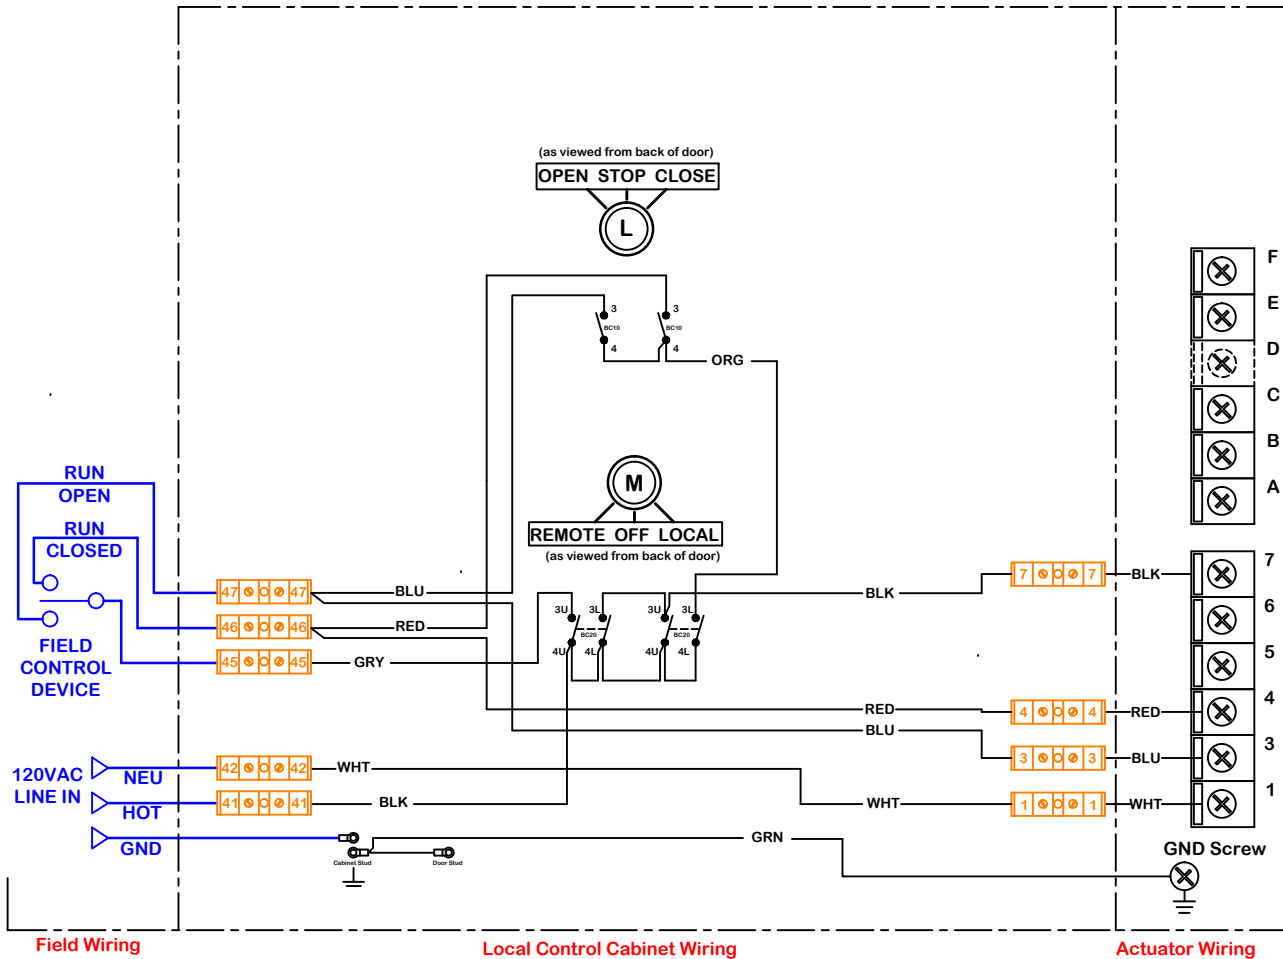 (as viewed from back of door)
OPEN STOP CLOSE
L
3
BC10
4
3
BC10
4
ORG
M
REMOTE OFF LOCAL
(as viewed from back of door)
F
E
D
C
B
A
7
6
5
4
3
1
GND Screw
RUN
OPEN
RUN
CLOSED
FIELD
CONTROL
DEVICE
120VAC
LINE IN
NEU
HOT
GND
47 47
BLU
46 46
RED
45 45
GRY
3U 3L
BC20
4U 4L
3U 3L
BC20
4U 4L
BLK
7 7
BLK
RED
4 4
RED
BLU
3 3
BLU
42 42
WHT
41 41
BLK
WHT
1 1
WHT
GRN
Cabinet Stud
Door Stud
Field Wiring
Local Control Cabinet Wiring
Actuator Wiring